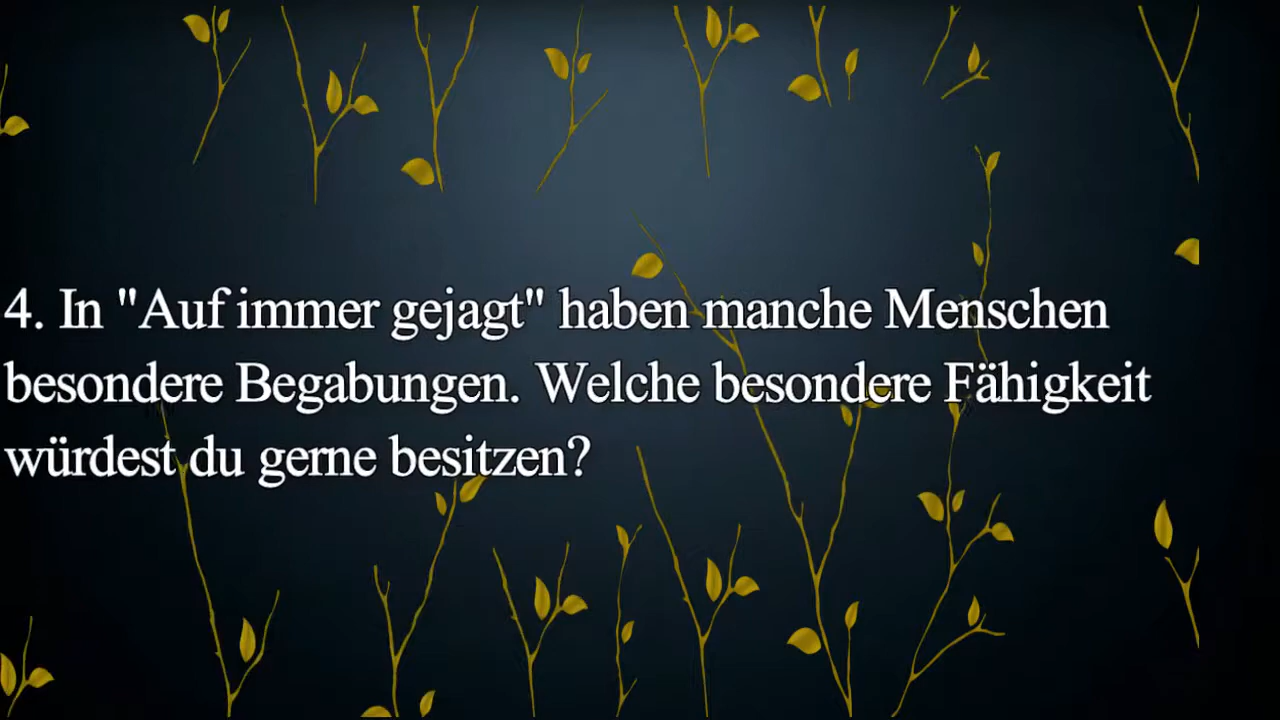 4. In "Auf immer gejagt" haben manche Menschen
besondere Begabungen. Welche besondere Fähigkeit
würdest du gerne besitzen?